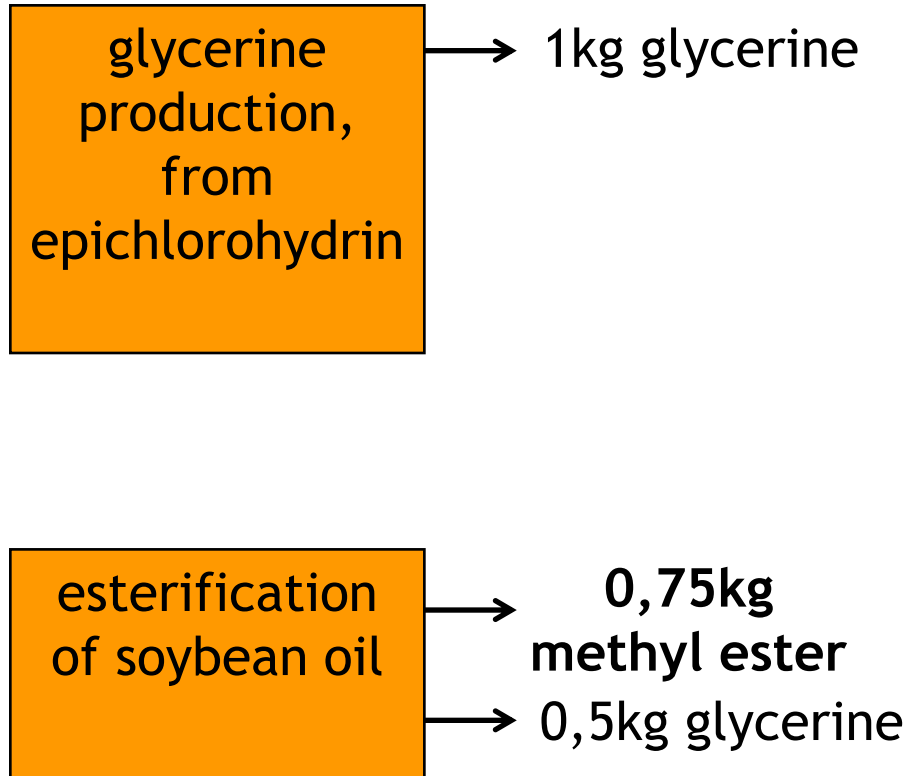 glycerine
production,
from
epichlorohydrin
1kg glycerine
esterification
of soybean oil
0,75kg
methyl ester
0,5kg glycerine